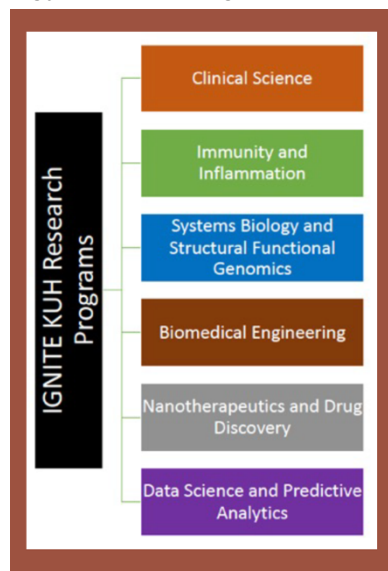 IGNITE KUH Research
Programs
Clinical Science
Immunity and
Inflammation
Systems Biology and
Structural Functional
Genomics
Biomedical Engineering
Nanotherapeutics and Drug
Discovery
Data Science and Predictive
Analytics